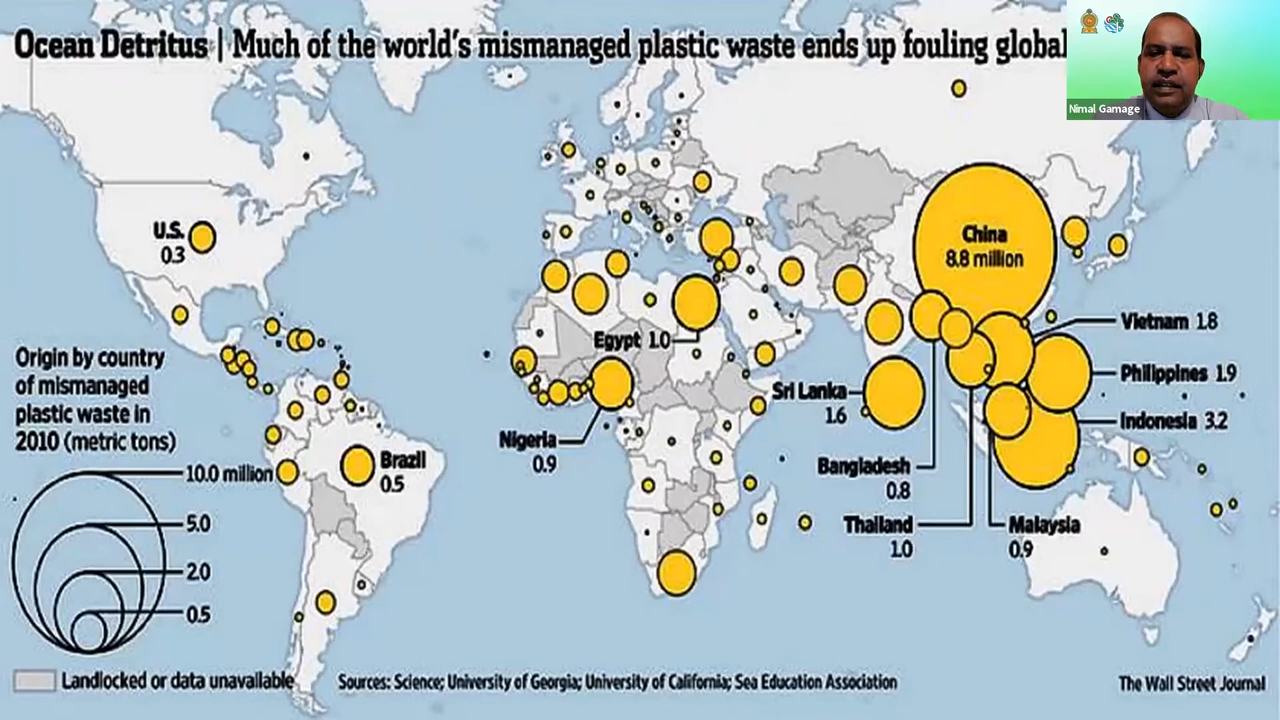 Ocean Detritus | Much of the world's mismanaged plastic waste ends up fouling global
Nimal Gamage
U.S.
0.3
China
8.8 million
Egypt 1.0
Vietnam 1.8
Philippines 1.9
Indonesia 3.2
Sri Lanka
1.6
Nigeria
0.9
Bangladesh
0.8
Thailand
1.0
Malaysia
0.9
Brazil
0.5
Origin by country
of mismanaged
plastic waste in
2010 (metric tons)
10.0 million
5.0
2.0
0.5
Landlocked or data unavailable
Sources: Science; University of Georgia; University of California; Sea Education Association
The Wall Street Journal